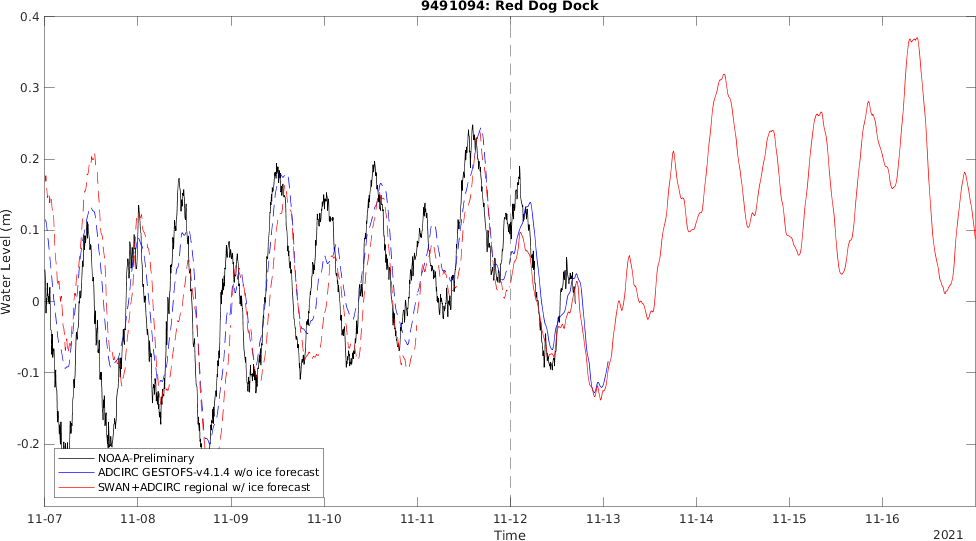 9491094: Red Dog Dock
0.4
0.3
0.2
0.1
0
-0.1
-0.2
Water Level (m)
NOAA-Preliminary
ADCIRC GESTOFS-v4.1.4 w/o ice forecast
SWAN+ADCIRC regional w/ ice forecast
11-07 11-08 11-09 11-10 11-11 11-12 11-13 11-14 11-15 11-16
Time
2021